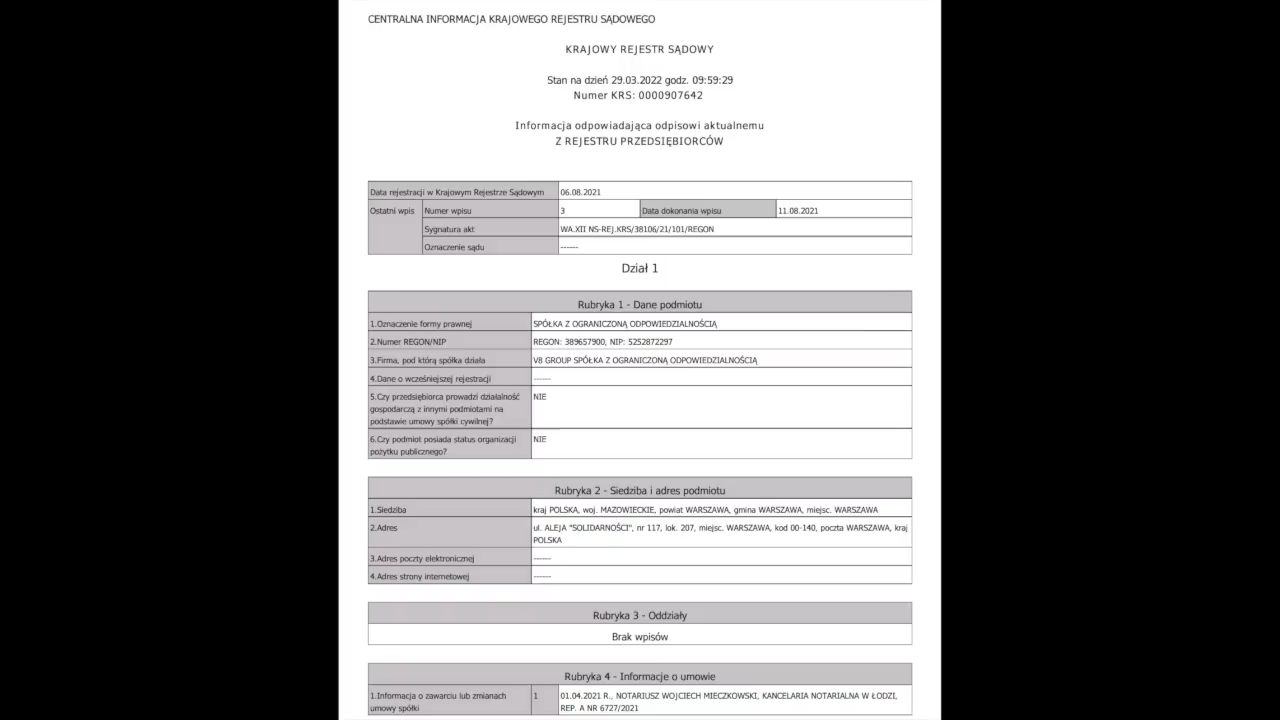 CENTRALNA INFORMACJA KRAJOWEGO REJESTRU SĄDOWEGO
KRAJOWY REJESTR SĄDOWY
Stan na dzień 29.03.2022 godz. 09:59:29
Numer KRS: 0000907642
Informacja odpowiadająca odpisowi aktualnemu
Z REJESTRU PRZEDSIĘBIORCÓW
Data rejestracji w Krajowym Rejestrze Sądowym 06.08.2021
Ostatni wpis Numer wpisu 3 Data dokonania wpisu 11.08.2021
Sygnatura akt WA.XII NS-REJ.KRS/38106/21/101/REGON
Oznaczenie sądu ------
Dział 1
Rubryka 1 - Dane podmiotu
1.Oznaczenie formy prawnej SPÓŁKA Z OGRANICZONĄ ODPOWIEDZIALNOŚCIĄ
2.Numer REGON/NIP REGON: 389657900, NIP: 5252872297
3.Firma, pod którą spółka działa V8 GROUP SPÓŁKA Z OGRANICZONĄ ODPOWIEDZIALNOŚCIĄ
4.Dane o wcześniejszej rejestracji ------
5.Czy przedsiębiorca prowadzi działalność NIE
gospodarczą z innymi podmiotami na
podstawie umowy spółki cywilnej?
6.Czy podmiot posiada status organizacji NIE
pożytku publicznego?
Rubryka 2 - Siedziba i adres podmiotu
1.Siedziba kraj POLSKA, woj. MAZOWIECKIE, powiat WARSZAWA, gmina WARSZAWA, miejsc. WARSZAWA
2.Adres ul. ALEJA "SOLIDARNOŚCI", nr 117, lok. 207, miejsc. WARSZAWA, kod 00-140, poczta WARSZAWA, kraj
POLSKA
3.Adres poczty elektronicznej ------
4.Adres strony internetowej ------
Rubryka 3 - Oddziały
Brak wpisów
Rubryka 4 - Informacje o umowie
1.Informacja o zawarciu lub zmianach 1 01.04.2021 R., NOTARIUSZ WOJCIECH MIECZKOWSKI, KANCELARIA NOTARIALNA W ŁODZI,
umowy spółki REP. A NR 6727/2021